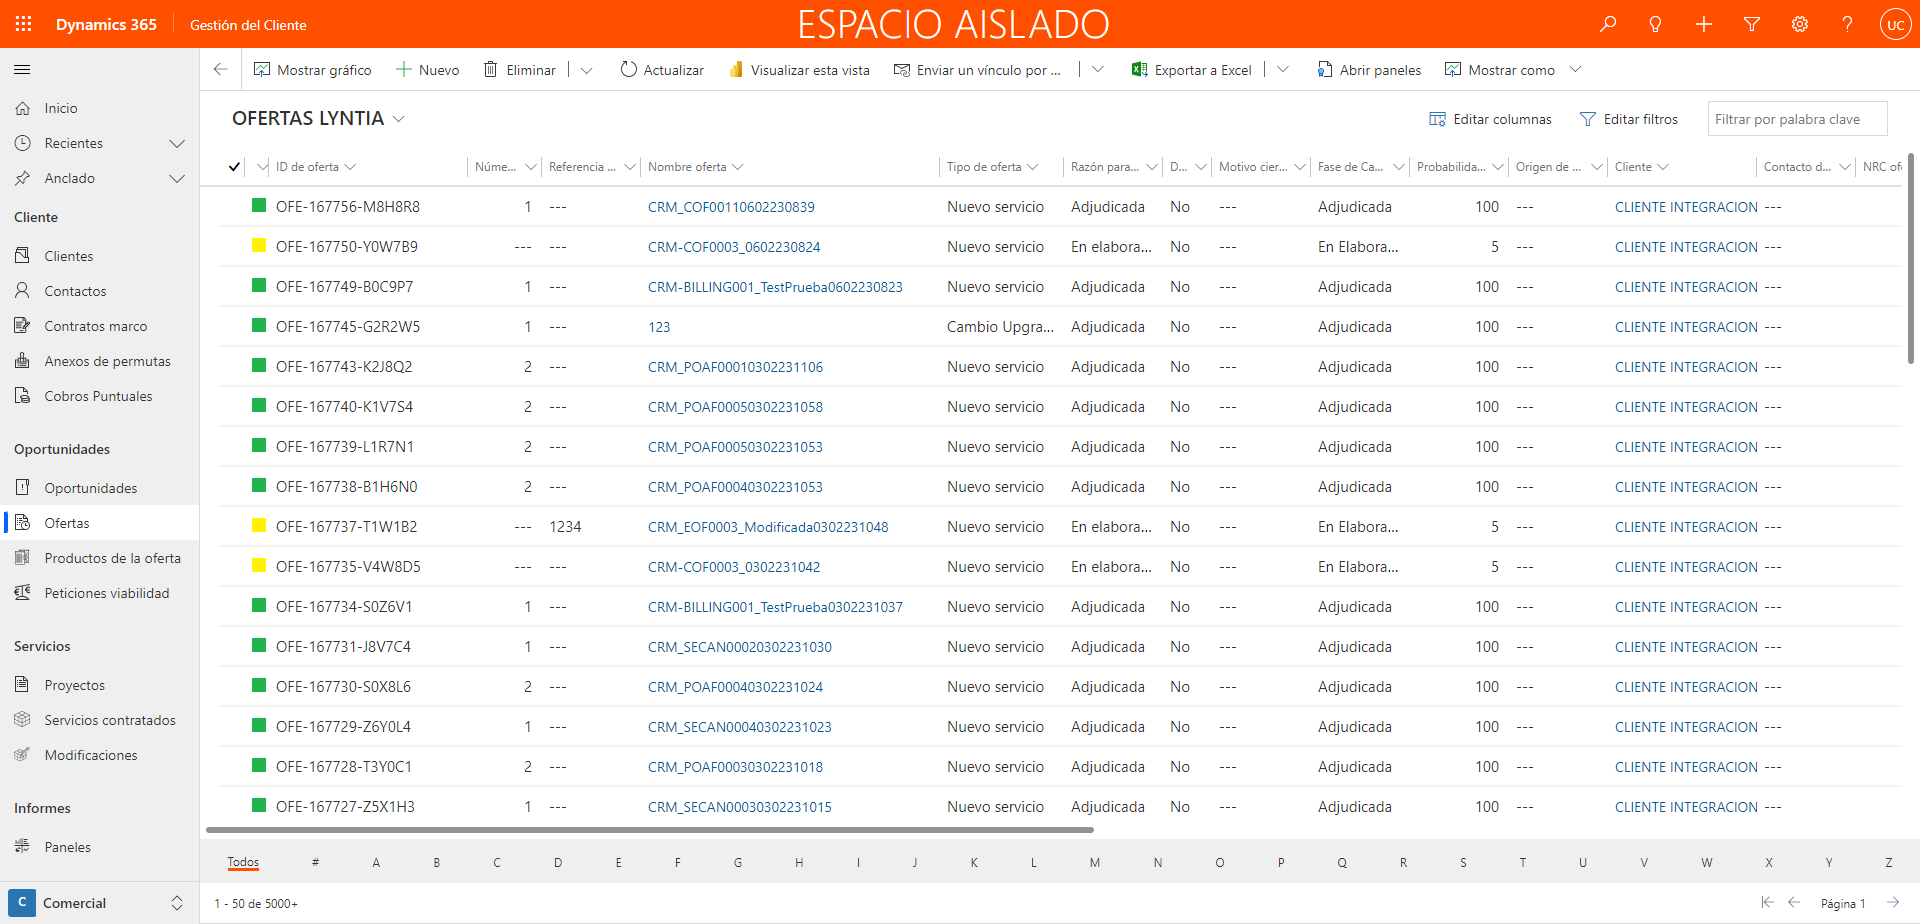 Dynamics 365 Gestión del Cliente ESPACIO AISLADO ? UC
Mostrar gráfico Nuevo Eliminar Actualizar Visualizar esta vista Enviar un vínculo por ... Exportar a Excel Abrir paneles Mostrar como
Inicio
Recientes
Anclado
Cliente
Clientes
Contactos
Contratos marco
Anexos de permutas
Cobros Puntuales
Oportunidades
Oportunidades
Ofertas
Productos de la oferta
Peticiones viabilidad
Servicios
Proyectos
Servicios contratados
Modificaciones
Informes
Paneles
C Comercial
OFERTAS LYNTIA Editar columnas Editar filtros Filtrar por palabra clave
ID de oferta Núme... Referencia ... Nombre oferta Tipo de oferta Razón para... D... Motivo cier... Fase de Ca... Probabilida... Origen de ... Cliente Contacto d... NRC ofe
OFE-167756-M8H8R8 1 --- CRM_COF00110602230839 Nuevo servicio Adjudicada No --- Adjudicada 100 --- CLIENTE INTEGRACION ---
OFE-167750-Y0W7B9 --- --- CRM-COF0003_0602230824 Nuevo servicio En elabora... No --- En Elabora... 5 --- CLIENTE INTEGRACION ---
OFE-167749-B0C9P7 1 --- CRM-BILLING001_TestPrueba0602230823 Nuevo servicio Adjudicada No --- Adjudicada 100 --- CLIENTE INTEGRACION ---
OFE-167745-G2R2W5 1 --- 123 Cambio Upgra... Adjudicada No --- Adjudicada 100 --- CLIENTE INTEGRACION ---
OFE-167743-K2J8Q2 2 --- CRM_POAF00010302231106 Nuevo servicio Adjudicada No --- Adjudicada 100 --- CLIENTE INTEGRACION ---
OFE-167740-K1V7S4 2 --- CRM_POAF00050302231058 Nuevo servicio Adjudicada No --- Adjudicada 100 --- CLIENTE INTEGRACION ---
OFE-167739-L1R7N1 2 --- CRM_POAF00050302231053 Nuevo servicio Adjudicada No --- Adjudicada 100 --- CLIENTE INTEGRACION ---
OFE-167738-B1H6N0 2 --- CRM_POAF00040302231053 Nuevo servicio Adjudicada No --- Adjudicada 100 --- CLIENTE INTEGRACION ---
OFE-167737-T1W1B2 --- 1234 CRM_EOF0003_Modificada0302231048 Nuevo servicio En elabora... No --- En Elabora... 5 --- CLIENTE INTEGRACION ---
OFE-167735-V4W8D5 --- --- CRM-COF0003_0302231042 Nuevo servicio En elabora... No --- En Elabora... 5 --- CLIENTE INTEGRACION ---
OFE-167734-S0Z6V1 1 --- CRM-BILLING001_TestPrueba0302231037 Nuevo servicio Adjudicada No --- Adjudicada 100 --- CLIENTE INTEGRACION ---
OFE-167731-J8V7C4 1 --- CRM_SECAN00020302231030 Nuevo servicio Adjudicada No --- Adjudicada 100 --- CLIENTE INTEGRACION ---
OFE-167730-S0X8L6 2 --- CRM_POAF00040302231024 Nuevo servicio Adjudicada No --- Adjudicada 100 --- CLIENTE INTEGRACION ---
OFE-167729-Z6Y0L4 1 --- CRM_SECAN00040302231023 Nuevo servicio Adjudicada No --- Adjudicada 100 --- CLIENTE INTEGRACION ---
OFE-167728-T3Y0C1 2 --- CRM_POAF00030302231018 Nuevo servicio Adjudicada No --- Adjudicada 100 --- CLIENTE INTEGRACION ---
OFE-167727-Z5X1H3 1 --- CRM_SECAN00030302231015 Nuevo servicio Adjudicada No --- Adjudicada 100 --- CLIENTE INTEGRACION ---
Todos # A B C D E F G H I J K L M N O P Q R S T U V W X Y Z
1 - 50 de 5000+ Página 1